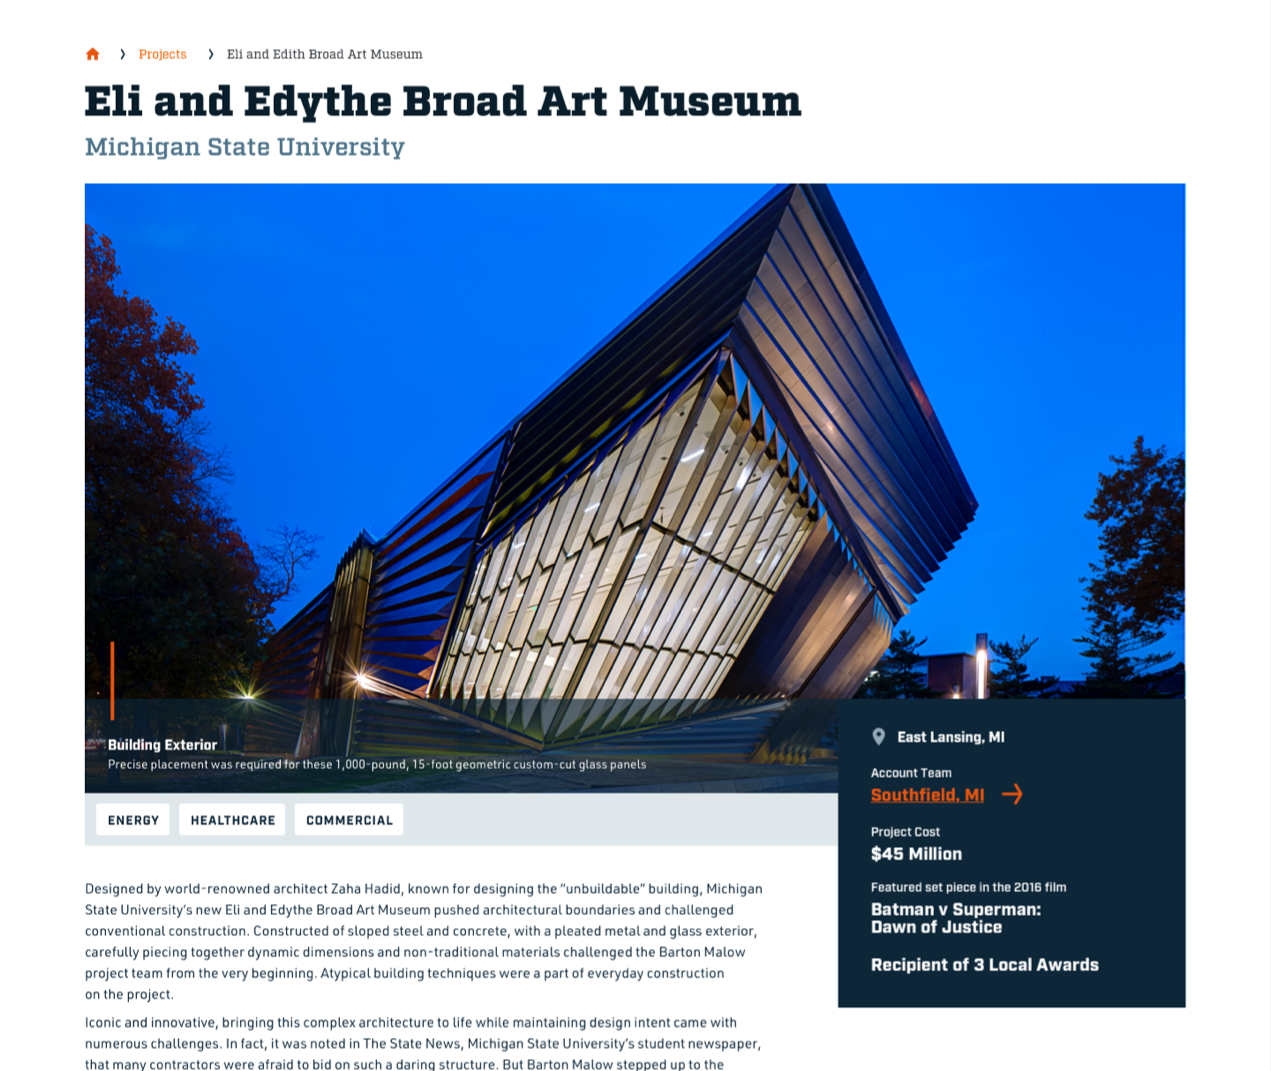 Projects
Eli and Edith Broad Art Museum
Eli and Edythe Broad Art Museum
Michigan State University
Building Exterior
Precise placement was required for these 1,000-pound, 15-foot geometric custom-cut glass panels
ENERGY
HEALTHCARE
COMMERCIAL
East Lansing, MI
Account Team
Southfield, MI
Project Cost
$45 Million
Featured set piece in the 2016 film
Batman v Superman:
Dawn of Justice
Recipient of 3 Local Awards
Designed by world-renowned architect Zaha Hadid, known for designing the "unbuildable" building, Michigan
State University's new Eli and Edythe Broad Art Museum pushed architectural boundaries and challenged
conventional construction. Constructed of sloped steel and concrete, with a pleated metal and glass exterior,
carefully piecing together dynamic dimensions and non-traditional materials challenged the Barton Malow
project team from the very beginning. Atypical building techniques were a part of everyday construction
on the project.
Iconic and innovative, bringing this complex architecture to life while maintaining design intent came with
numerous challenges. In fact, it was noted in The State News, Michigan State University's student newspaper,
that many contractors were afraid to bid on such a daring structure. But Barton Malow stepped up to the